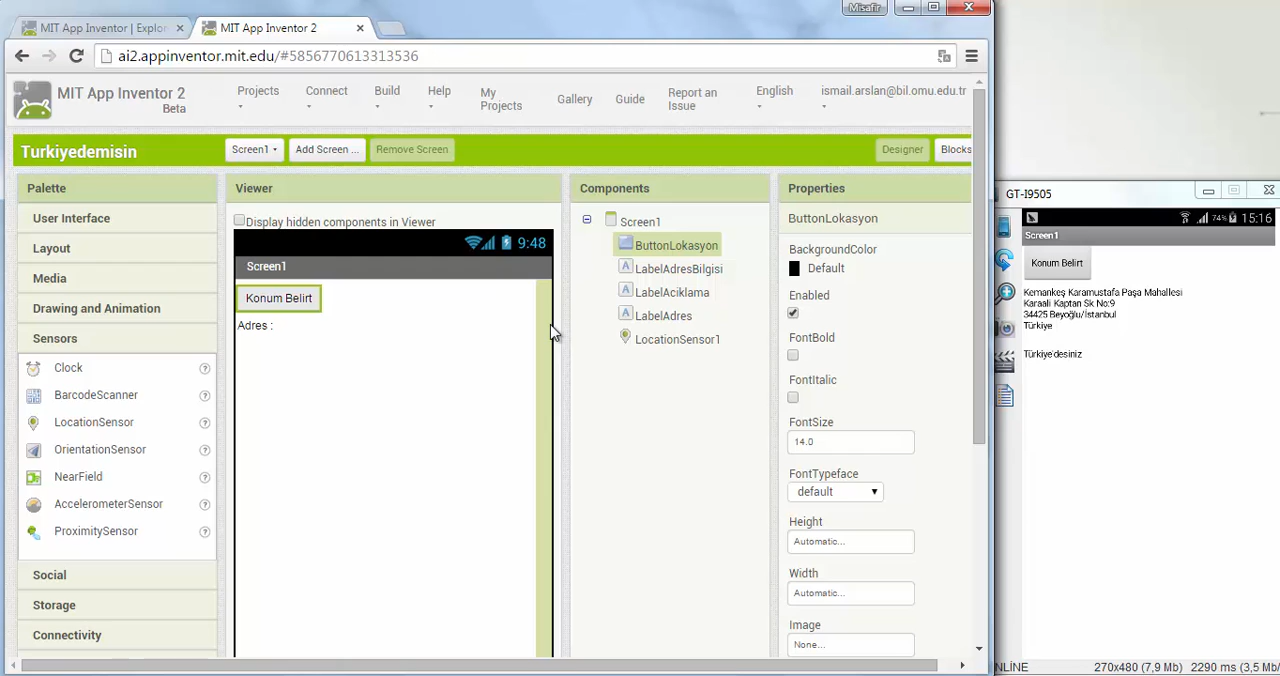 Misafir
MIT App Inventor | Explor
MIT App Inventor 2
ai2.appinventor.mit.edu/#5856770613313536
MIT App Inventor 2
Beta
Projects
Connect
Build
Help
My Projects
Gallery
Guide
Report an Issue
English
ismail.arslan@bil.omu.edu.tr
Turkiyedemisin
Screen1
Add Screen ...
Remove Screen
Designer
Blocks
Palette
User Interface
Layout
Media
Drawing and Animation
Sensors
Clock
BarcodeScanner
LocationSensor
OrientationSensor
NearField
AccelerometerSensor
ProximitySensor
Social
Storage
Connectivity
Viewer
Display hidden components in Viewer
9:48
Screen1
Konum Belirt
Adres :
Components
Screen1
ButtonLokasyon
LabelAdresBilgisi
LabelAciklama
LabelAdres
LocationSensor1
Properties
ButtonLokasyon
BackgroundColor
Default
Enabled
FontBold
FontItalic
FontSize
14.0
FontTypeface
default
Height
Automatic...
Width
Automatic...
Image
None...
GT-I9505
74% 15:16
Screen1
Konum Belirt
Kemankeş Karamustafa Paşa Mahallesi
Karaali Kaptan Sk No:9
34425 Beyoğlu/İstanbul
Türkiye
Türkiye'desiniz
NLİNE
270x480 (7,9 Mb)
2290 ms (3,5 Mb/